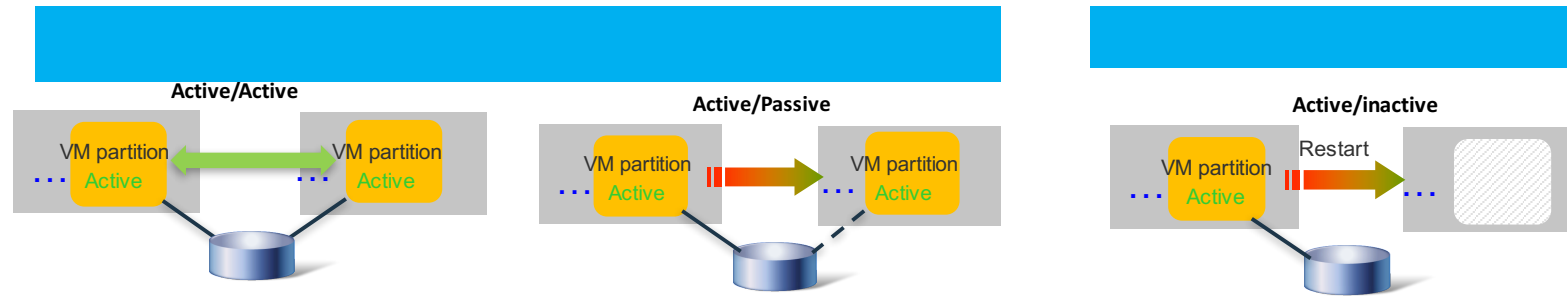 Active/Active
VM partition
Active
...
VM partition
Active
...
Active/Passive
VM partition
Active
...
VM partition
Active
...
Active/inactive
VM partition
Active
...
Restart
...